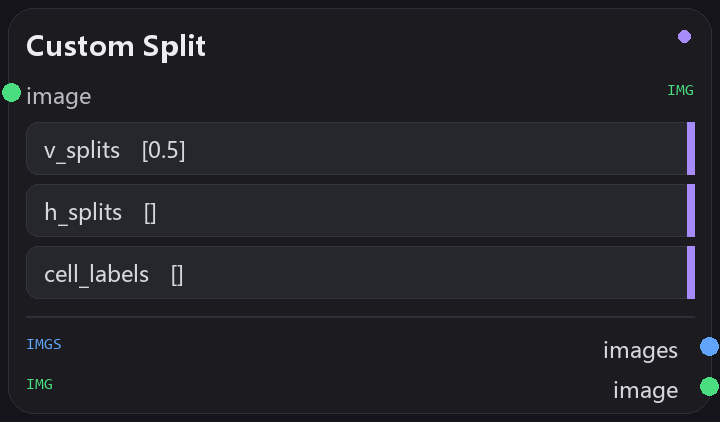 Custom Split
image IMG
v_splits [0.5]
h_splits []
cell_labels []
IMGS images
IMG image